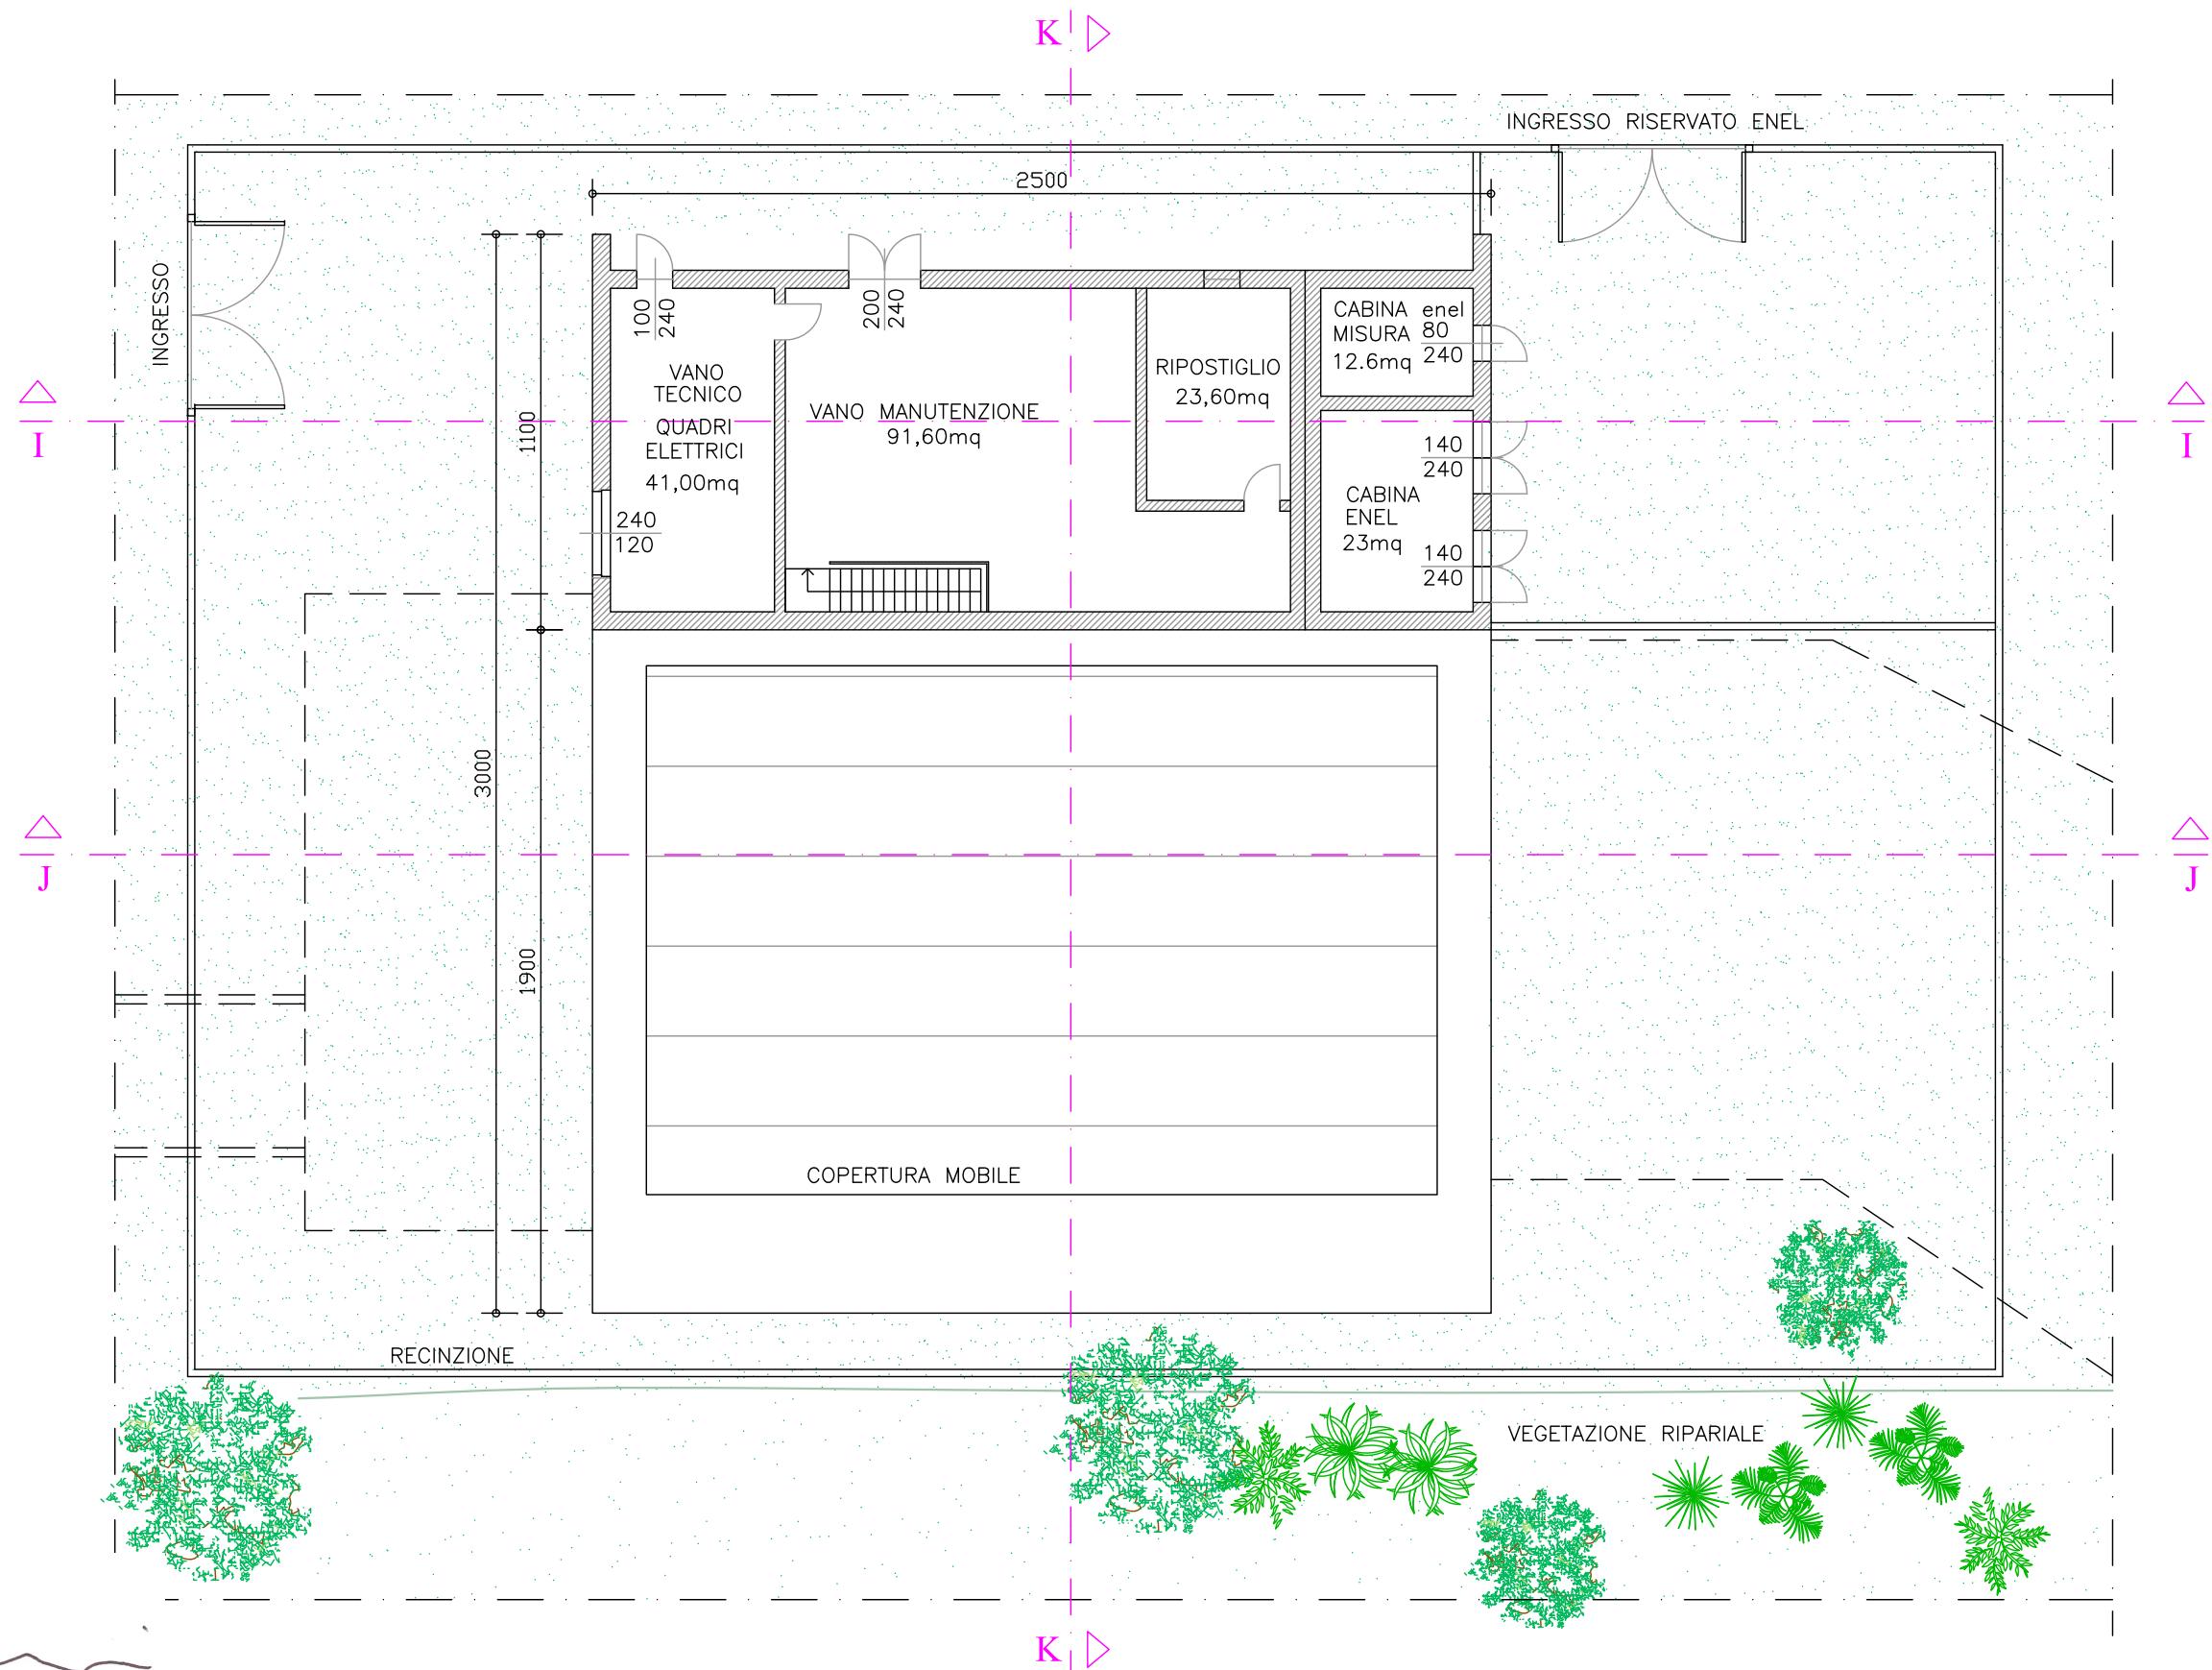 K
INGRESSO RISERVATO ENEL
2500
INGRESSO
100
240
200
240
CABINA enel
MISURA
12.6mq
80
240
VANO
TECNICO
QUADRI
ELETTRICI
41,00mq
VANO MANUTENZIONE
91,60mq
RIPOSTIGLIO
23,60mq
I
I
1100
140
240
CABINA
ENEL
23mq
240
120
140
240
3000
J
J
1900
COPERTURA MOBILE
RECINZIONE
VEGETAZIONE RIPARIALE
K